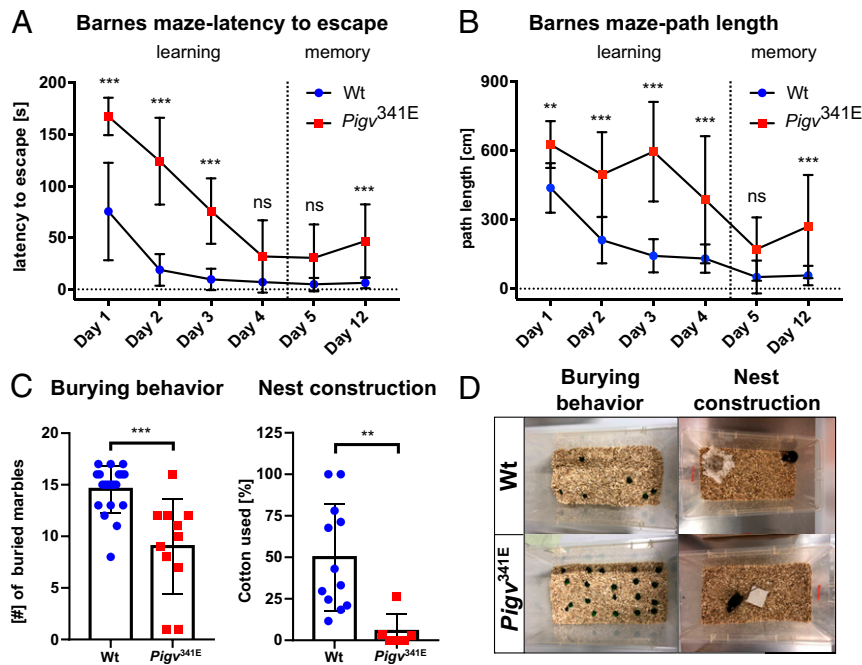 A Barnes maze-latency to escape
learning memory
latency to escape [s]
200
150
100
50
0
*** *** *** ns ns ***
Wt
Pigv341E
Day 1 Day 2 Day 3 Day 4 Day 5 Day 12
B Barnes maze-path length
learning memory
path length [cm]
900
600
300
0
** *** *** *** ns ***
Wt
Pigv341E
Day 1 Day 2 Day 3 Day 4 Day 5 Day 12
C Burying behavior
[#] of buried marbles
20
15
10
5
0
***
Wt Pigv341E
Nest construction
Cotton used [%]
125
100
75
50
25
0
**
Wt Pigv341E
D Burying
behavior
Nest
construction
Wt
Pigv341E